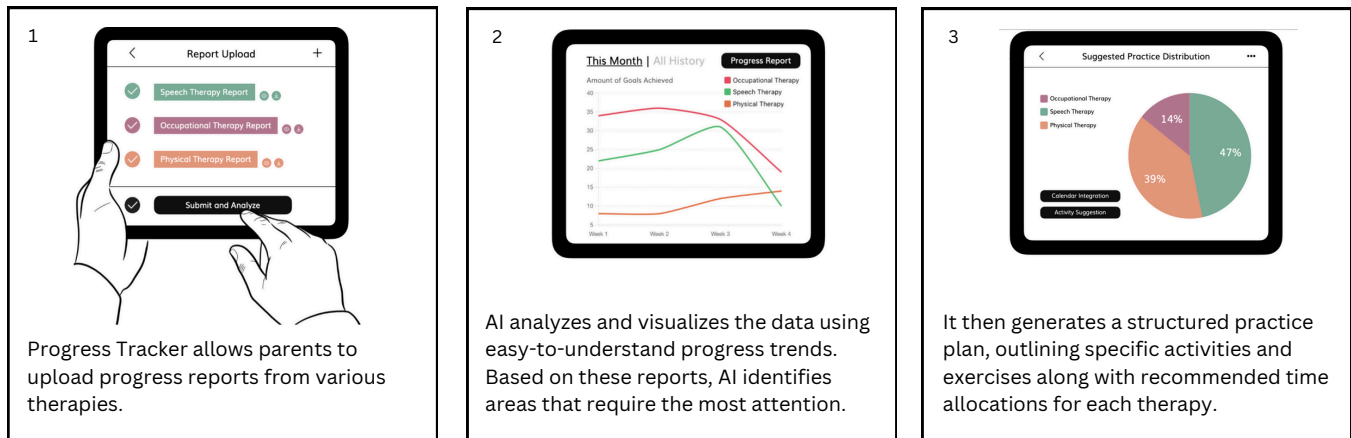 1
Report Upload
Speech Therapy Report
Occupational Therapy Report
Physical Therapy Report
Submit and Analyze
Progress Tracker allows parents to
upload progress reports from various
therapies.
2
This Month | All History
Progress Report
Amount of Goals Achieved
Occupational Therapy
Speech Therapy
Physical Therapy
40
35
30
25
20
15
10
5
Week 1 Week 2 Week 3 Week 4
AI analyzes and visualizes the data using
easy-to-understand progress trends.
Based on these reports, AI identifies
areas that require the most attention.
3
Suggested Practice Distribution
Occupational Therapy
Speech Therapy
Physical Therapy
14%
47%
39%
Calendar Integration
Activity Suggestion
It then generates a structured practice
plan, outlining specific activities and
exercises along with recommended time
allocations for each therapy.